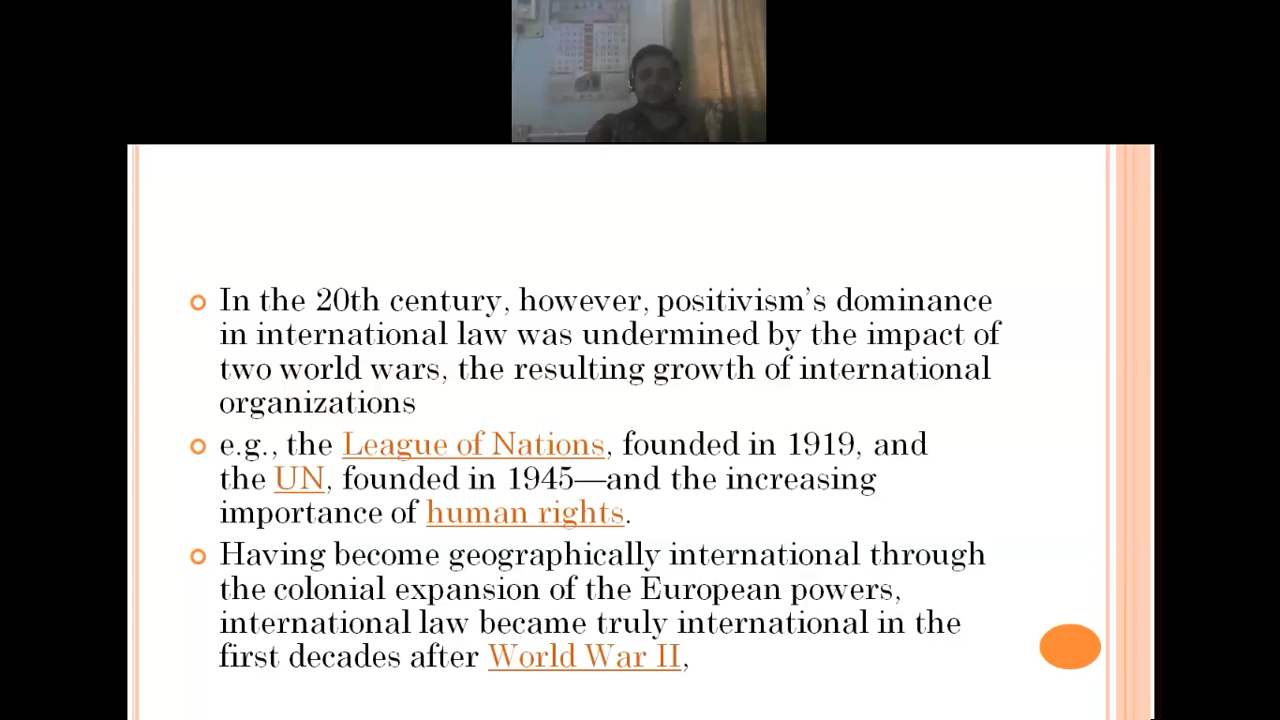 In the 20th century, however, positivism’s dominance
in international law was undermined by the impact of
two world wars, the resulting growth of international
organizations
e.g., the League of Nations, founded in 1919, and
the UN, founded in 1945—and the increasing
importance of human rights.
Having become geographically international through
the colonial expansion of the European powers,
international law became truly international in the
first decades after World War II,